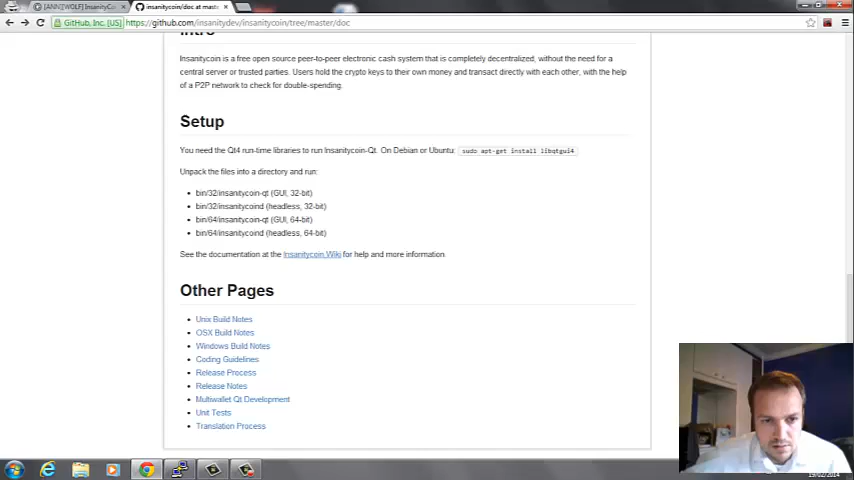 [ANN][WOLF] InsanityCo
insanitycoin/doc at maste
GitHub, Inc. [US]
https://github.com/insanitydev/insanitycoin/tree/master/doc
Intro
Insanitycoin is a free open source peer-to-peer electronic cash system that is completely decentralized, without the need for a
central server or trusted parties. Users hold the crypto keys to their own money and transact directly with each other, with the help
of a P2P network to check for double-spending.
Setup
You need the Qt4 run-time libraries to run Insanitycoin-Qt. On Debian or Ubuntu: sudo apt-get install libqtgui4
Unpack the files into a directory and run:
bin/32/insanitycoin-qt (GUI, 32-bit)
bin/32/insanitycoind (headless, 32-bit)
bin/64/insanitycoin-qt (GUI, 64-bit)
bin/64/insanitycoind (headless, 64-bit)
See the documentation at the Insanitycoin Wiki for help and more information.
Other Pages
Unix Build Notes
OSX Build Notes
Windows Build Notes
Coding Guidelines
Release Process
Release Notes
Multiwallet Qt Development
Unit Tests
Translation Process
19/02/2014